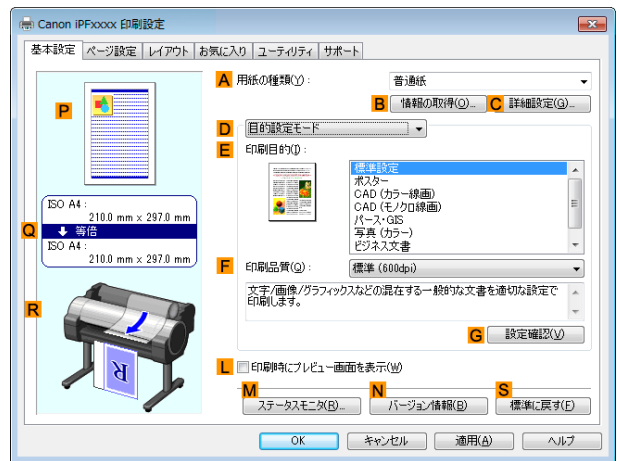 Canon iPFxxxx 印刷設定
基本設定 ページ設定 レイアウト お気に入り ユーティリティ サポート
A 用紙の種類(Y): 普通紙
B 情報の取得(O)... C 詳細設定(G)...
D 目的設定モード
E 印刷目的(I):
標準設定
ポスター
CAD (カラー線画)
CAD (モノクロ線画)
パース・GIS
写真 (カラー)
ビジネス文書
F 印刷品質(Q): 標準 (600dpi)
文字/画像/グラフィックスなどの混在する一般的な文書を適切な設定で
印刷します。
G 設定確認(V)
P
Q
ISO A4 :
210.0 mm x 297.0 mm
等倍
ISO A4 :
210.0 mm x 297.0 mm
R
R
L 印刷時にプレビュー画面を表示(W)
M ステータスモニタ(R)... N バージョン情報(B) S 標準に戻す(F)
OK キャンセル 適用(A) ヘルプ